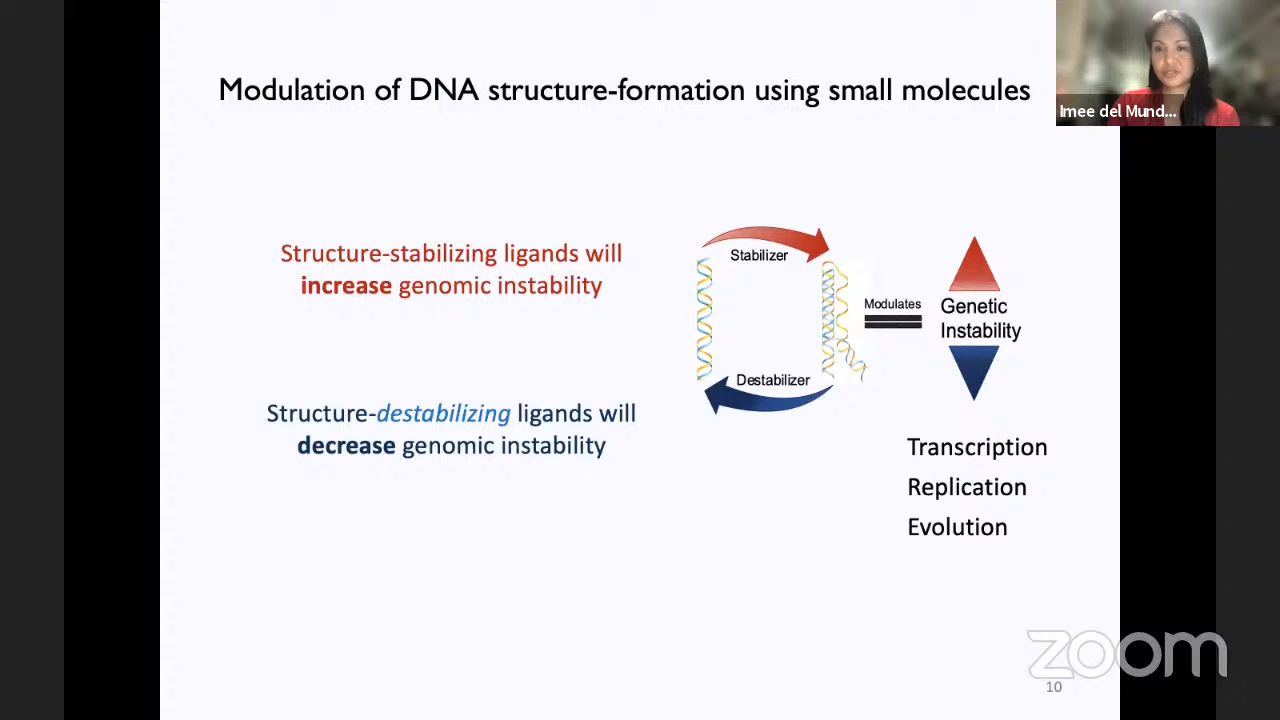 Modulation of DNA structure-formation using small molecules
Imee del Mund...
Structure-stabilizing ligands will
increase genomic instability
Structure-destabilizing ligands will
decrease genomic instability
Stabilizer
Destabilizer
Modulates
Genetic
Instability
Transcription
Replication
Evolution
zoom
10